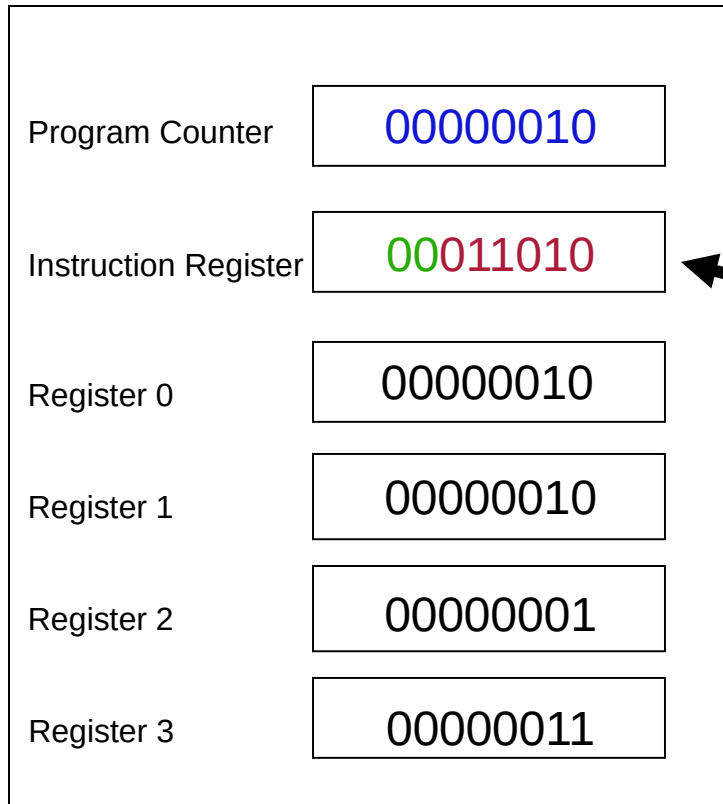 Program Counter 00000010
Instruction Register 00011010
Register 0 00000010
Register 1 00000010
Register 2 00000001
Register 3 00000011